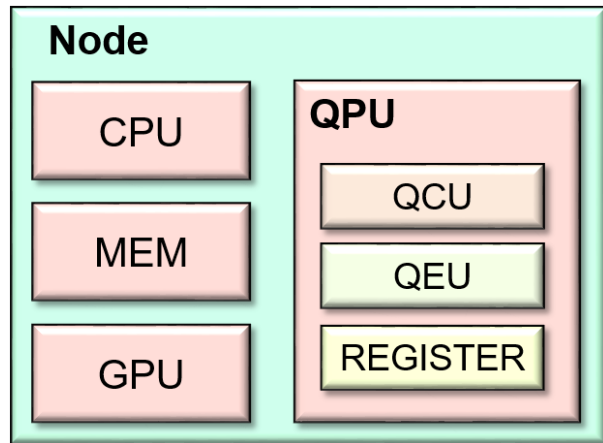 Node
CPU
MEM
GPU
QPU
QCU
QEU
REGISTER